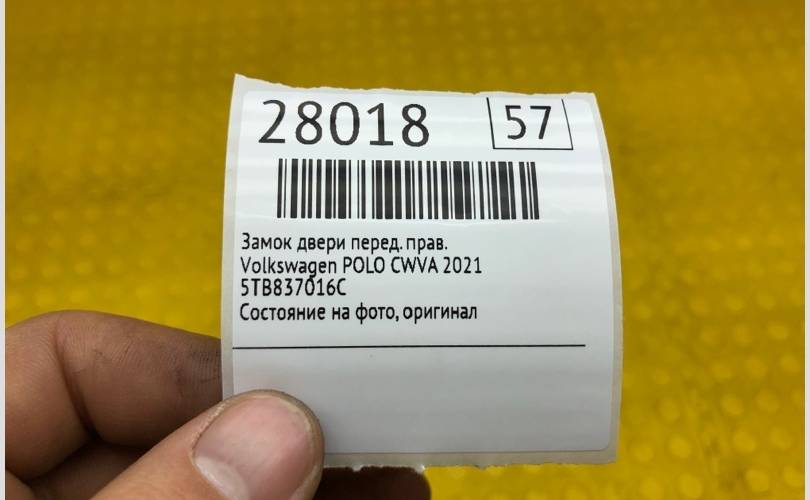 28018 57
Замок двери перед. прав.
Volkswagen POLO CWVA 2021
5TB837016C
Состояние на фото, оригинал